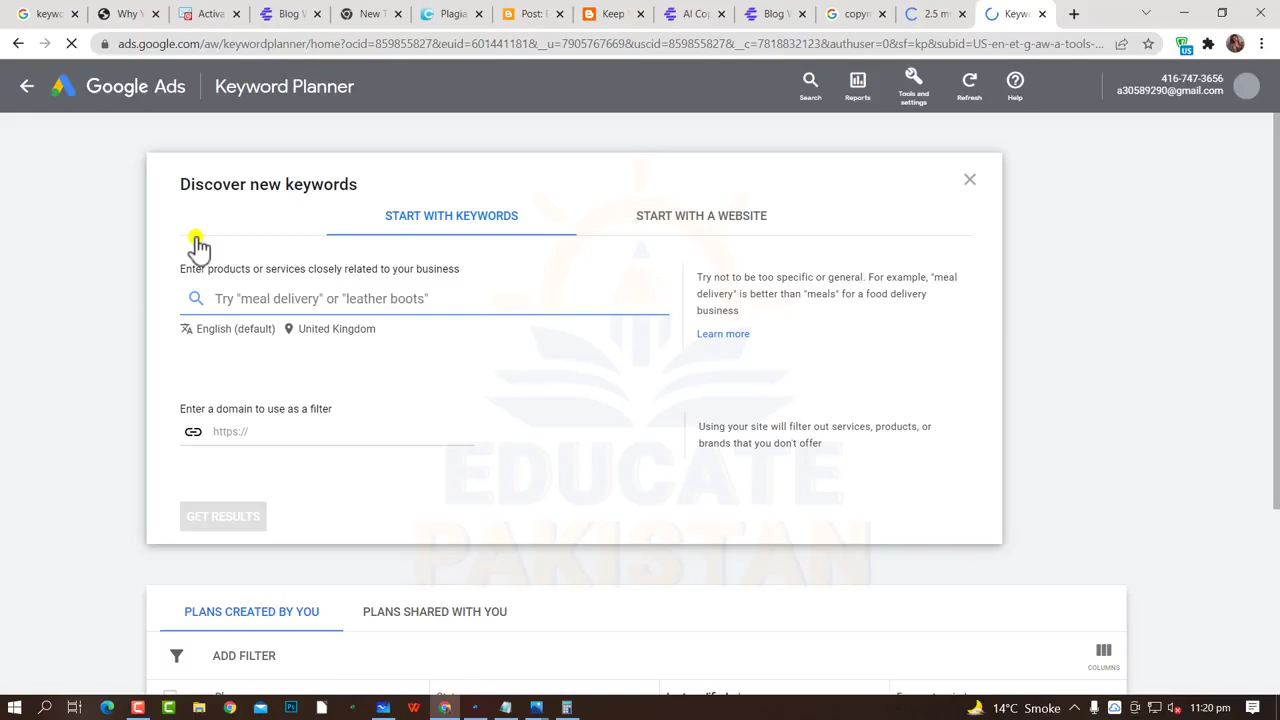 keywo
Why Y
Activa
Blog V
New T
Plagia
Post: E
Keep V
AI Cop
Blog W
copyn
2.5 mi
Keywo
ads.google.com/aw/keywordplanner/home?ocid=859855827&euid=601441181&__u=7905767669&uscid=859855827&__c=7818832123&authuser=0&sf=kp&subid=US-en-et-g-aw-a-tools-...
US
Google Ads
Keyword Planner
Search
Reports
Tools and settings
Refresh
Help
416-747-3656
a30589290@gmail.com
Discover new keywords
START WITH KEYWORDS
START WITH A WEBSITE
Enter products or services closely related to your business
Try "meal delivery" or "leather boots"
English (default)
United Kingdom
Try not to be too specific or general. For example, "meal
delivery" is better than "meals" for a food delivery
business
Learn more
Enter a domain to use as a filter
https://
Using your site will filter out services, products, or
brands that you don't offer
EDUCATE
PAKISTAN
GET RESULTS
PLANS CREATED BY YOU
PLANS SHARED WITH YOU
ADD FILTER
COLUMNS
14°C Smoke
11:20 pm